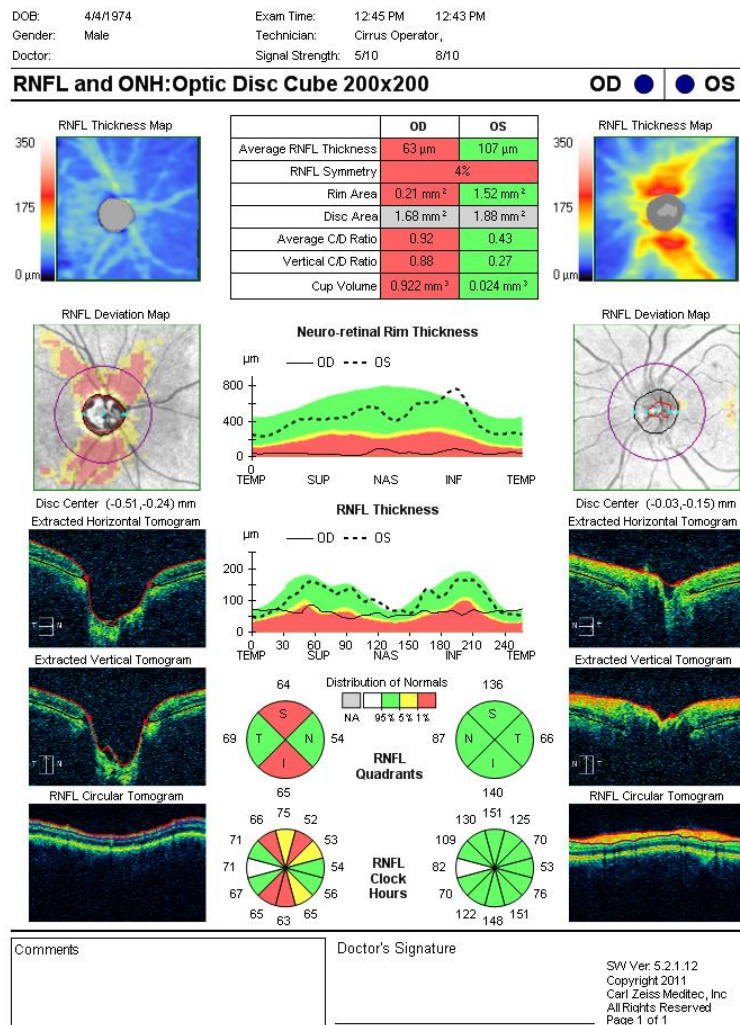 DOB: 4/4/1974 Exam Time: 12:45 PM 12:43 PM
Gender: Male Technician: Cirrus Operator,
Doctor: Signal Strength: 5/10 8/10
RNFL and ONH:Optic Disc Cube 200x200 OD OS
RNFL Thickness Map
350
175
0 µm
OD OS
Average RNFL Thickness 63 µm 107 µm
RNFL Symmetry 4%
Rim Area 0.21 mm² 1.52 mm²
Disc Area 1.68 mm² 1.88 mm²
Average C/D Ratio 0.92 0.43
Vertical C/D Ratio 0.88 0.27
Cup Volume 0.922 mm³ 0.024 mm³
RNFL Thickness Map
350
175
0 µm
RNFL Deviation Map
Disc Center (-0.51,-0.24) mm
Neuro-retinal Rim Thickness
µm OD OS
800
400
0
TEMP SUP NAS INF TEMP
RNFL Deviation Map
Disc Center (-0.03,-0.15) mm
Extracted Horizontal Tomogram
T N
RNFL Thickness
µm OD OS
200
100
0
0 30 60 90 120 150 180 210 240
TEMP SUP NAS INF TEMP
Extracted Horizontal Tomogram
T N
Extracted Vertical Tomogram
I
Distribution of Normals
NA 95% 5% 1%
64
69 S T N I 54
65
RNFL
Quadrants
136
87 S N T I 66
140
Extracted Vertical Tomogram
I
RNFL Circular Tomogram
75
66 52
71 53
71 54
67 56
65 65
63
RNFL
Clock
Hours
151
130 125
109 70
82 53
70 76
122 151
148
RNFL Circular Tomogram
Comments
Doctor's Signature
SW Ver: 5.2.1.12
Copyright 2011
Carl Zeiss Meditec, Inc
All Rights Reserved
Page 1 of 1